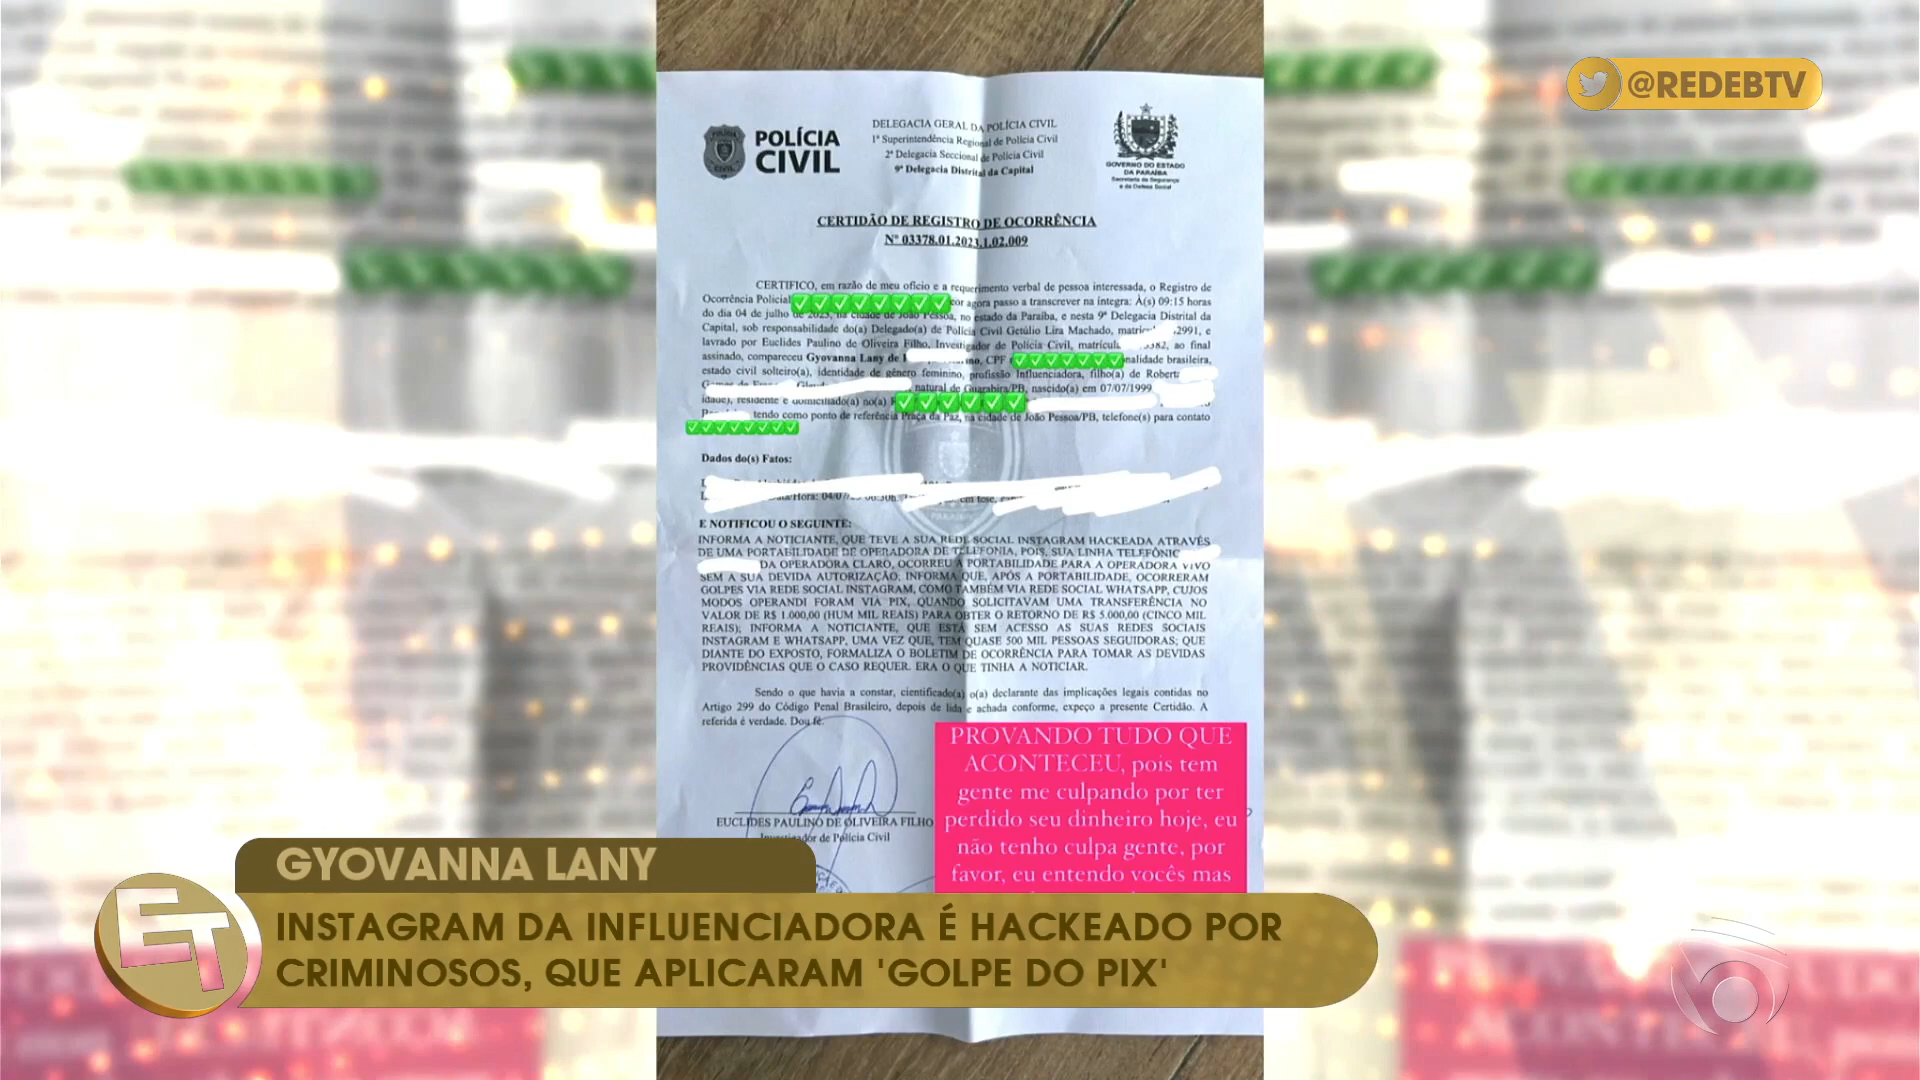 @REDEBTV
POLÍCIA
CIVIL
DELEGACIA GERAL DA POLÍCIA CIVIL
1ª Superintendência Regional de Polícia Civil
2ª Delegacia Seccional de Polícia Civil
9ª Delegacia Distrital da Capital
GOVERNO DO ESTADO
DA PARAÍBA
Secretaria da Segurança
e da Defesa Social
CERTIDÃO DE REGISTRO DE OCORRÊNCIA
Nº 03378.01.2023.1.02.009
CERTIFICO, em razão de meu ofício e a requerimento verbal de pessoa interessada, o Registro de
Ocorrência Policial agora passo a transcrever na íntegra: À(s) 09:15 horas
do dia 04 de julho de 2023, na cidade de João Pessoa, no estado da Paraíba, e nesta 9ª Delegacia Distrital da
Capital, sob responsabilidade do(a) Delegado(a) de Polícia Civil Getúlio Lira Machado, 2991, e
lavrado por Euclides Paulino de Oliveira Filho, Investigador de Polícia Civil, matrícula 3382, ao final
assinado, compareceu Gyovanna Lany de CPF nalidade brasileira,
estado civil solteiro(a), identidade de gênero feminino, profissão Influenciadora, filho(a) de
natural de Guarabira/PB, nascido(a) em 07/07/1999
idade), residente e domiciliado(a) no(a)
tendo como ponto de referência Praça da Paz, na cidade de João Pessoa/PB, telefone(s) para contato
Dados do(s) Fatos:
E NOTIFICOU O SEGUINTE:
INFORMA A NOTICIANTE, QUE TEVE A SUA REDE SOCIAL INSTAGRAM HACKEADA ATRAVÉS
DE UMA PORTABILIDADE DE OPERADORA DE TELEFONIA, POIS, SUA LINHA TELEFÔNIC
DA OPERADORA CLARO, OCORREU A PORTABILIDADE PARA A OPERADORA VIVO
SEM A SUA DEVIDA AUTORIZAÇÃO; INFORMA QUE, APÓS A PORTABILIDADE, OCORRERAM
GOLPES VIA REDE SOCIAL INSTAGRAM, COMO TAMBÉM VIA REDE SOCIAL WHATSAPP, CUJOS
MODOS OPERANDI FORAM VIA PIX, QUANDO SOLICITAVAM UMA TRANSFERÊNCIA NO
VALOR DE R$ 1.000,00 (HUM MIL REAIS) PARA OBTER O RETORNO DE R$ 5.000,00 (CINCO MIL
REAIS); INFORMA A NOTICIANTE, QUE ESTÁ SEM ACESSO AS SUAS REDES SOCIAIS
INSTAGRAM E WHATSAPP, UMA VEZ QUE, TEM QUASE 500 MIL PESSOAS SEGUIDORAS; QUE
DIANTE DO EXPOSTO, FORMALIZA O BOLETIM DE OCORRÊNCIA PARA TOMAR AS DEVIDAS
PROVIDÊNCIAS QUE O CASO REQUER. ERA O QUE TINHA A NOTICIAR.
Sendo o que havia a constar, cientificado(a) o(a) declarante das implicações legais contidas no
Artigo 299 do Código Penal Brasileiro, depois de lida e achada conforme, expeço a presente Certidão. A
referida é verdade. Dou fé.
EUCLIDES PAULINO DE OLIVEIRA FILHO
Investigador de Polícia Civil
PROVANDO TUDO QUE
ACONTECEU, pois tem
gente me culpando por ter
perdido seu dinheiro hoje, eu
não tenho culpa gente, por
favor, eu entendo vocês mas
GYOVANNA LANY
ET
INSTAGRAM DA INFLUENCIADORA É HACKEADO POR
CRIMINOSOS, QUE APLICARAM 'GOLPE DO PIX'